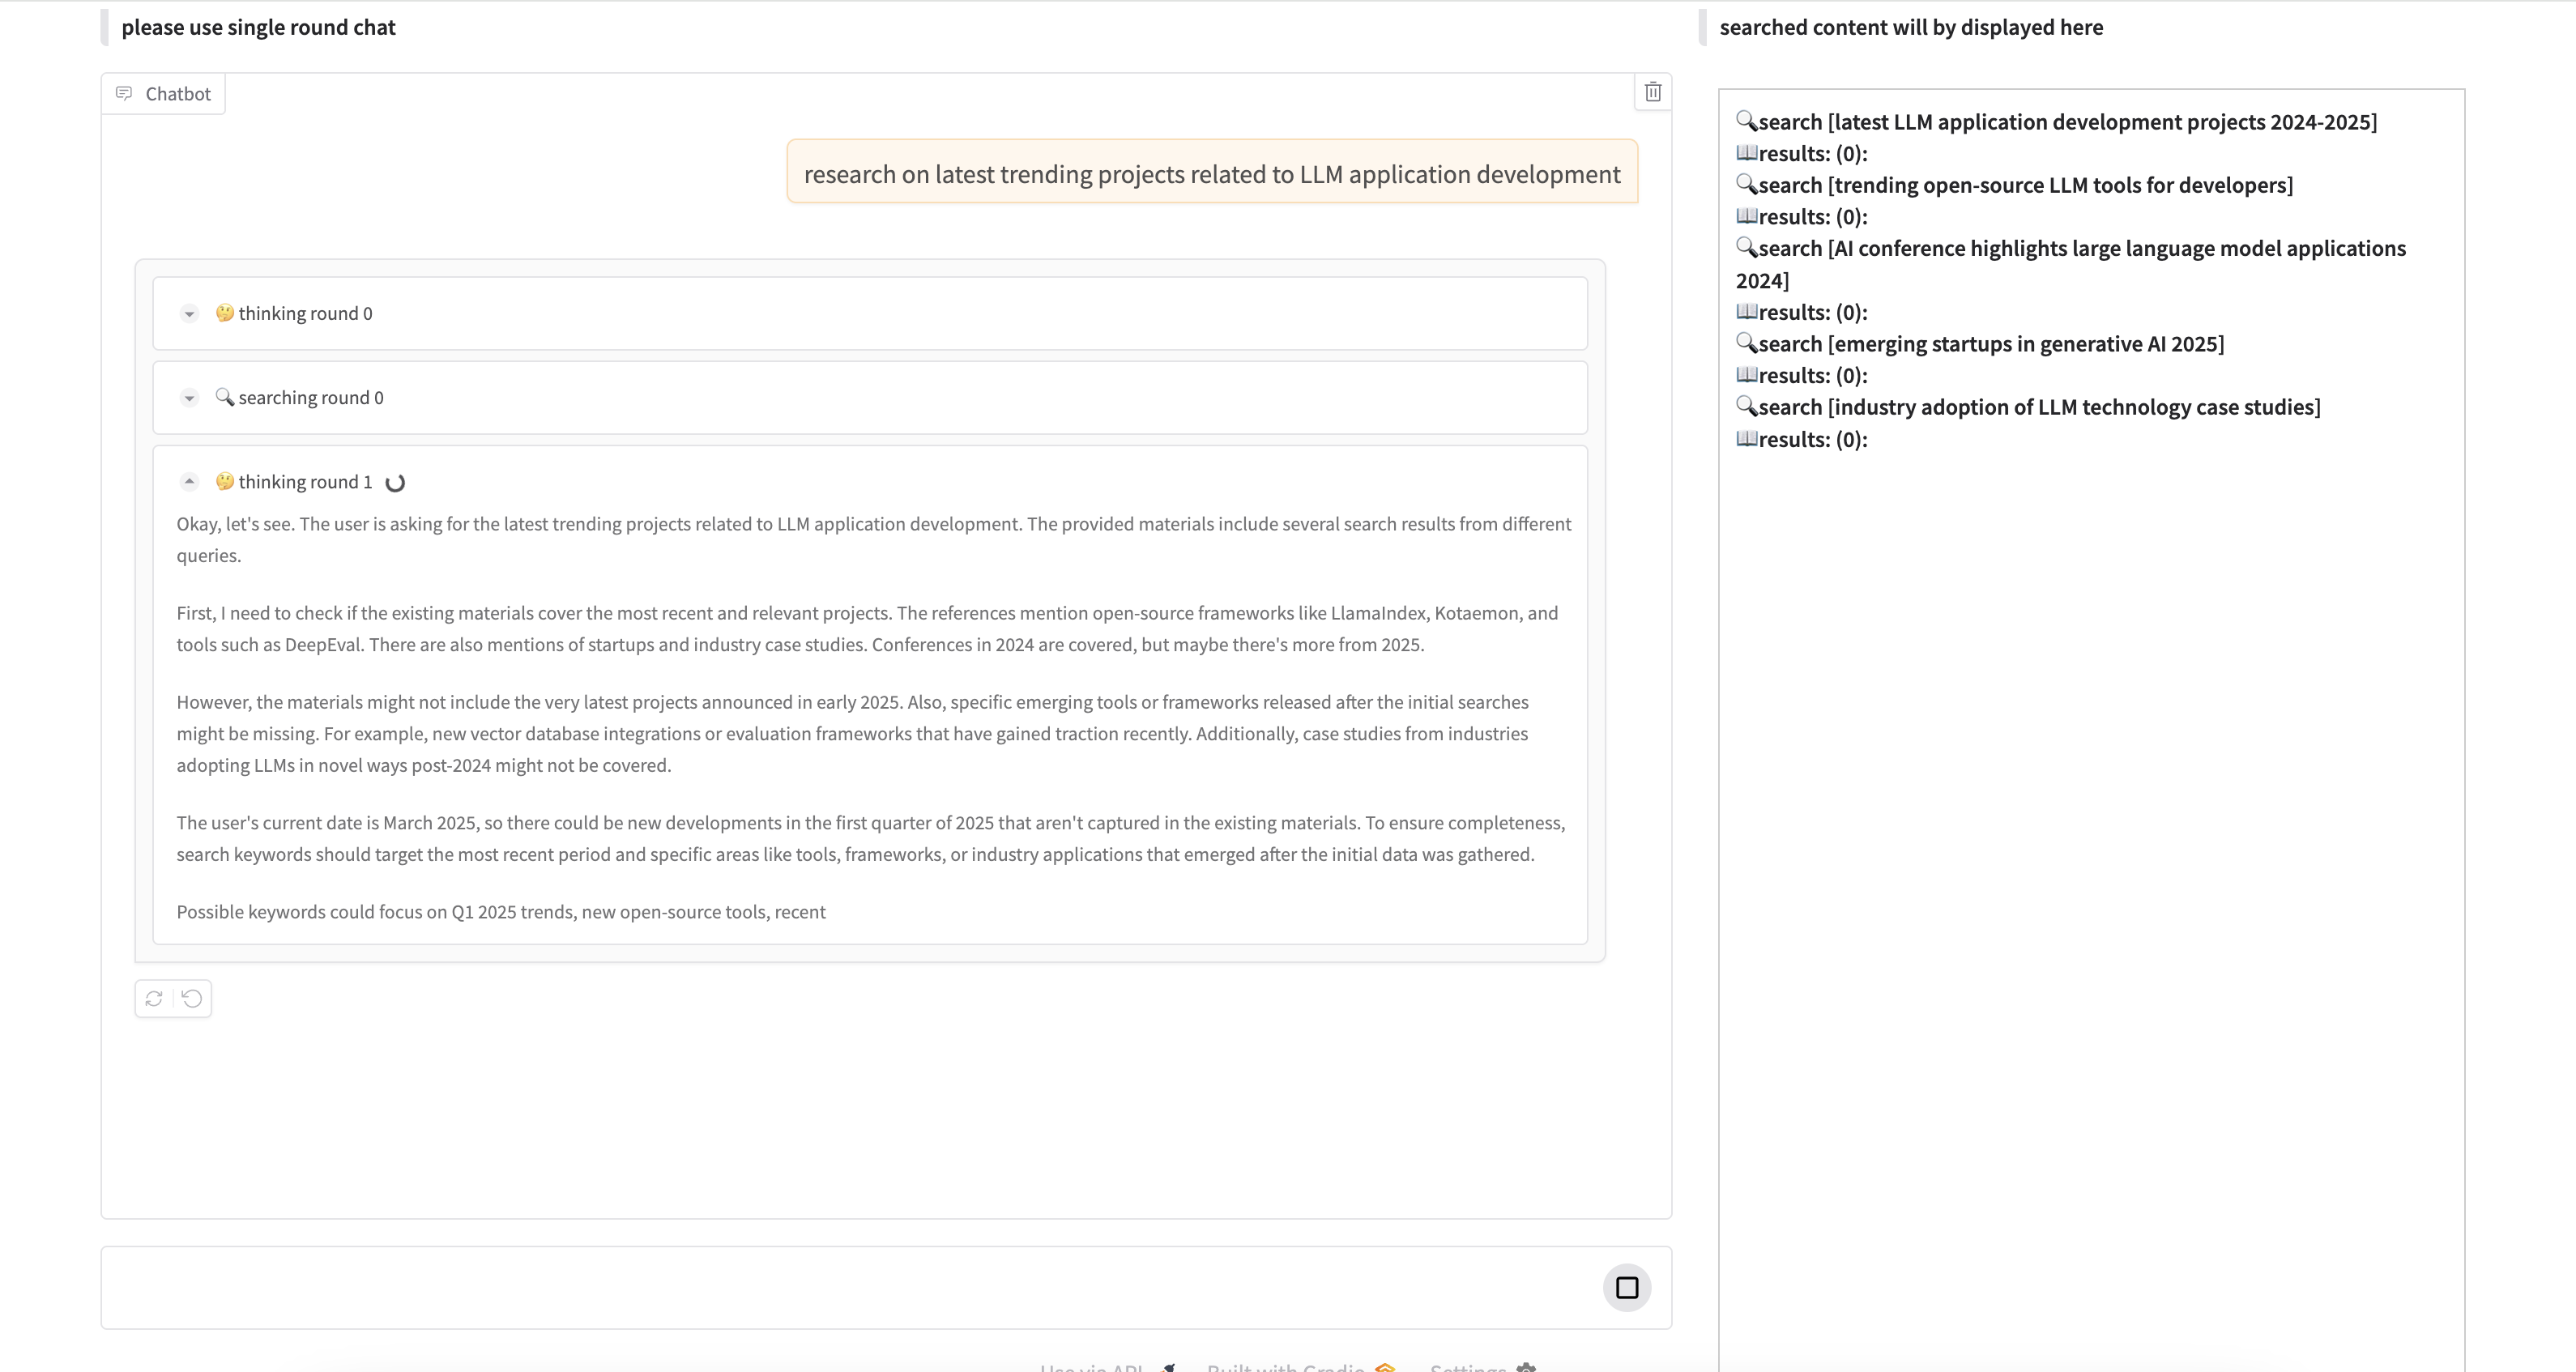 please use single round chat
Chatbot
research on latest trending projects related to LLM application development
🤔 thinking round 0
🔍 searching round 0
🤔 thinking round 1
Okay, let's see. The user is asking for the latest trending projects related to LLM application development. The provided materials include several search results from different
queries.
First, I need to check if the existing materials cover the most recent and relevant projects. The references mention open-source frameworks like LlamaIndex, Kotaemon, and
tools such as DeepEval. There are also mentions of startups and industry case studies. Conferences in 2024 are covered, but maybe there's more from 2025.
However, the materials might not include the very latest projects announced in early 2025. Also, specific emerging tools or frameworks released after the initial searches
might be missing. For example, new vector database integrations or evaluation frameworks that have gained traction recently. Additionally, case studies from industries
adopting LLMs in novel ways post-2024 might not be covered.
The user's current date is March 2025, so there could be new developments in the first quarter of 2025 that aren't captured in the existing materials. To ensure completeness,
search keywords should target the most recent period and specific areas like tools, frameworks, or industry applications that emerged after the initial data was gathered.
Possible keywords could focus on Q1 2025 trends, new open-source tools, recent
searched content will by displayed here
🔍search [latest LLM application development projects 2024-2025]
📖results: (0):
🔍search [trending open-source LLM tools for developers]
📖results: (0):
🔍search [AI conference highlights large language model applications
2024]
📖results: (0):
🔍search [emerging startups in generative AI 2025]
📖results: (0):
🔍search [industry adoption of LLM technology case studies]
📖results: (0):
Use via API
Built with Gradio
Settings